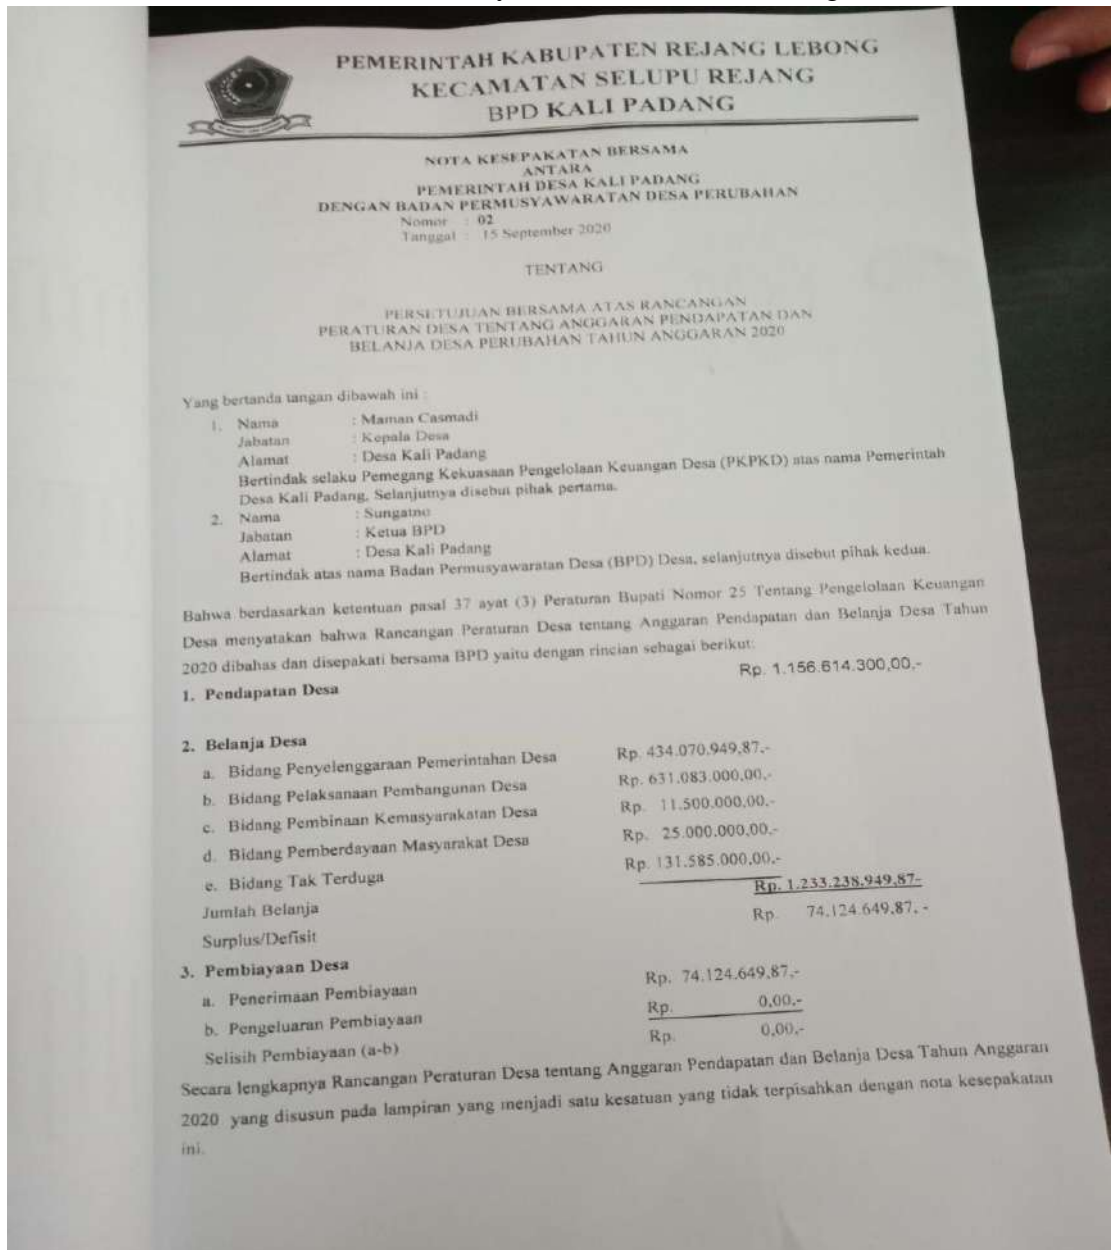 PEMERINTAH KABUPATEN REJANG LEBONG
KECAMATAN SELUPU REJANG
BPD KALI PADANG
NOTA KESEPAKATAN BERSAMA
ANTARA
PEMERINTAH DESA KALI PADANG
DENGAN BADAN PERMUSYAWARATAN DESA PERUBAHAN
Nomor : 02
Tanggal : 15 September 2020
TENTANG
PERSETUJUAN BERSAMA ATAS RANCANGAN
PERATURAN DESA TENTANG ANGGARAN PENDAPATAN DAN
BELANJA DESA PERUBAHAN TAHUN ANGGARAN 2020
Yang bertanda tangan dibawah ini :
1. Nama : Maman Casmadi
Jabatan : Kepala Desa
Alamat : Desa Kali Padang
Bertindak selaku Pemegang Kekuasaan Pengelolaan Keuangan Desa (PKPKD) atas nama Pemerintah
Desa Kali Padang, Selanjutnya disebut pihak pertama.
2. Nama : Sungatno
Jabatan : Ketua BPD
Alamat : Desa Kali Padang
Bertindak atas nama Badan Permusyawaratan Desa (BPD) Desa, selanjutnya disebut pihak kedua.
Bahwa berdasarkan ketentuan pasal 37 ayat (3) Peraturan Bupati Nomor 25 Tentang Pengelolaan Keuangan
Desa menyatakan bahwa Rancangan Peraturan Desa tentang Anggaran Pendapatan dan Belanja Desa Tahun
2020 dibahas dan disepakati bersama BPD yaitu dengan rincian sebagai berikut:
1. Pendapatan Desa Rp. 1.156.614.300,00,-
2. Belanja Desa
a. Bidang Penyelenggaraan Pemerintahan Desa Rp. 434.070.949,87,-
b. Bidang Pelaksanaan Pembangunan Desa Rp. 631.083.000,00,-
c. Bidang Pembinaan Kemasyarakatan Desa Rp. 11.500.000,00,-
d. Bidang Pemberdayaan Masyarakat Desa Rp. 25.000.000,00,-
e. Bidang Tak Terduga Rp. 131.585.000,00,-
Jumlah Belanja Rp. 1.233.238.949,87-
Surplus/Defisit Rp. 74.124.649,87, -
3. Pembiayaan Desa
a. Penerimaan Pembiayaan Rp. 74.124.649,87,-
b. Pengeluaran Pembiayaan Rp. 0,00,-
Selisih Pembiayaan (a-b) Rp. 0,00,-
Secara lengkapnya Rancangan Peraturan Desa tentang Anggaran Pendapatan dan Belanja Desa Tahun Anggaran
2020 yang disusun pada lampiran yang menjadi satu kesatuan yang tidak terpisahkan dengan nota kesepakatan
ini.